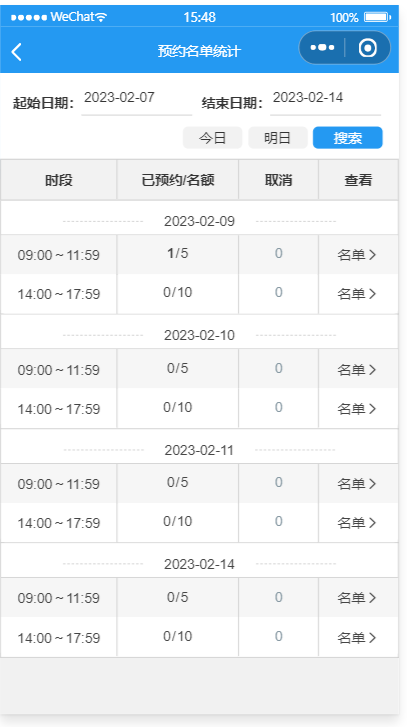 WeChat 15:48 100%
预约名单统计
起始日期: 2023-02-07 结束日期: 2023-02-14
今日 明日 搜索
时段 已预约/名额 取消 查看
2023-02-09
09:00～11:59 1/5 0 名单
14:00～17:59 0/10 0 名单
2023-02-10
09:00～11:59 0/5 0 名单
14:00～17:59 0/10 0 名单
2023-02-11
09:00～11:59 0/5 0 名单
14:00～17:59 0/10 0 名单
2023-02-14
09:00～11:59 0/5 0 名单
14:00～17:59 0/10 0 名单